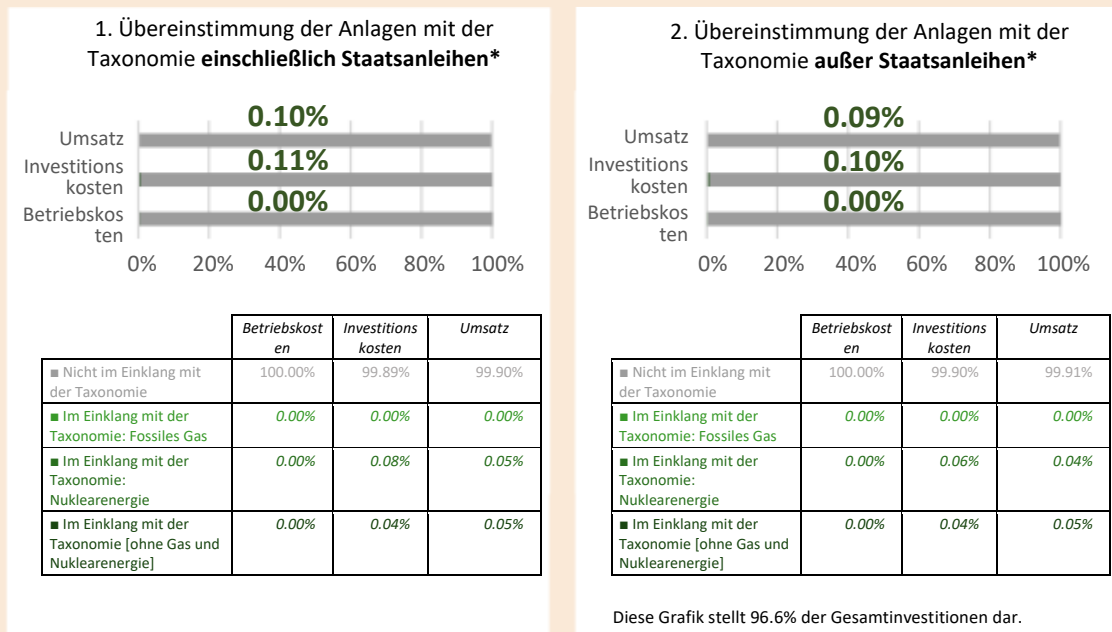 1. Übereinstimmung der Anlagen mit der
Taxonomie einschließlich Staatsanleihen*
0.10%
Umsatz
0.11%
Investitions
kosten
0.00%
Betriebskos
ten
0% 20% 40% 60% 80% 100%
Betriebskost Investitions Umsatz
en kosten
■ Nicht im Einklang mit 100.00% 99.89% 99.90%
der Taxonomie
■ Im Einklang mit der 0.00% 0.00% 0.00%
Taxonomie: Fossiles Gas
■ Im Einklang mit der 0.00% 0.08% 0.05%
Taxonomie:
Nuklearenergie
■ Im Einklang mit der 0.00% 0.04% 0.05%
Taxonomie [ohne Gas und
Nuklearenergie]
2. Übereinstimmung der Anlagen mit der
Taxonomie außer Staatsanleihen*
0.09%
Umsatz
0.10%
Investitions
kosten
0.00%
Betriebskos
ten
0% 20% 40% 60% 80% 100%
Betriebskost Investitions Umsatz
en kosten
■ Nicht im Einklang mit 100.00% 99.90% 99.91%
der Taxonomie
■ Im Einklang mit der 0.00% 0.00% 0.00%
Taxonomie: Fossiles Gas
■ Im Einklang mit der 0.00% 0.06% 0.04%
Taxonomie:
Nuklearenergie
■ Im Einklang mit der 0.00% 0.04% 0.05%
Taxonomie [ohne Gas und
Nuklearenergie]
Diese Grafik stellt 96.6% der Gesamtinvestitionen dar.